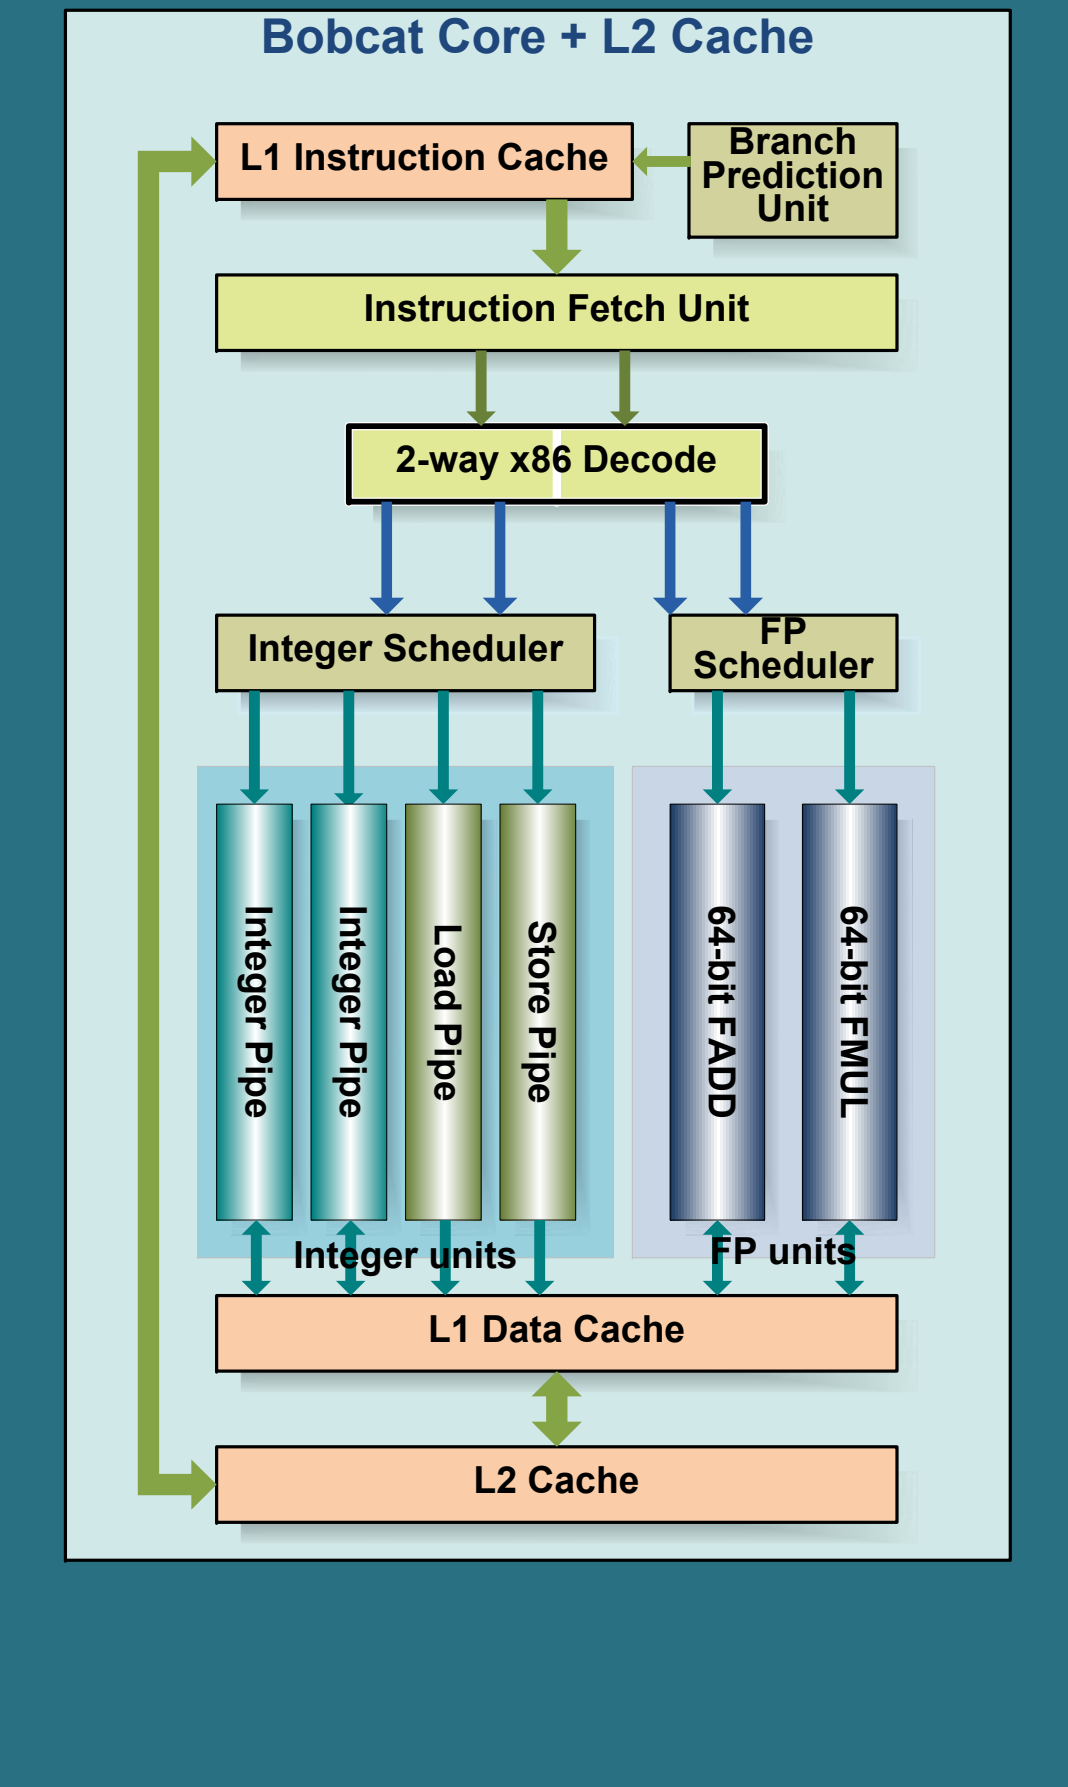 Bobcat Core + L2 Cache
L1 Instruction Cache
Branch
Prediction
Unit
Instruction Fetch Unit
2-way x86 Decode
Integer Scheduler
FP
Scheduler
Integer Pipe
Integer Pipe
Load Pipe
Store Pipe
64-bit FADD
64-bit FMUL
Integer units
FP units
L1 Data Cache
L2 Cache